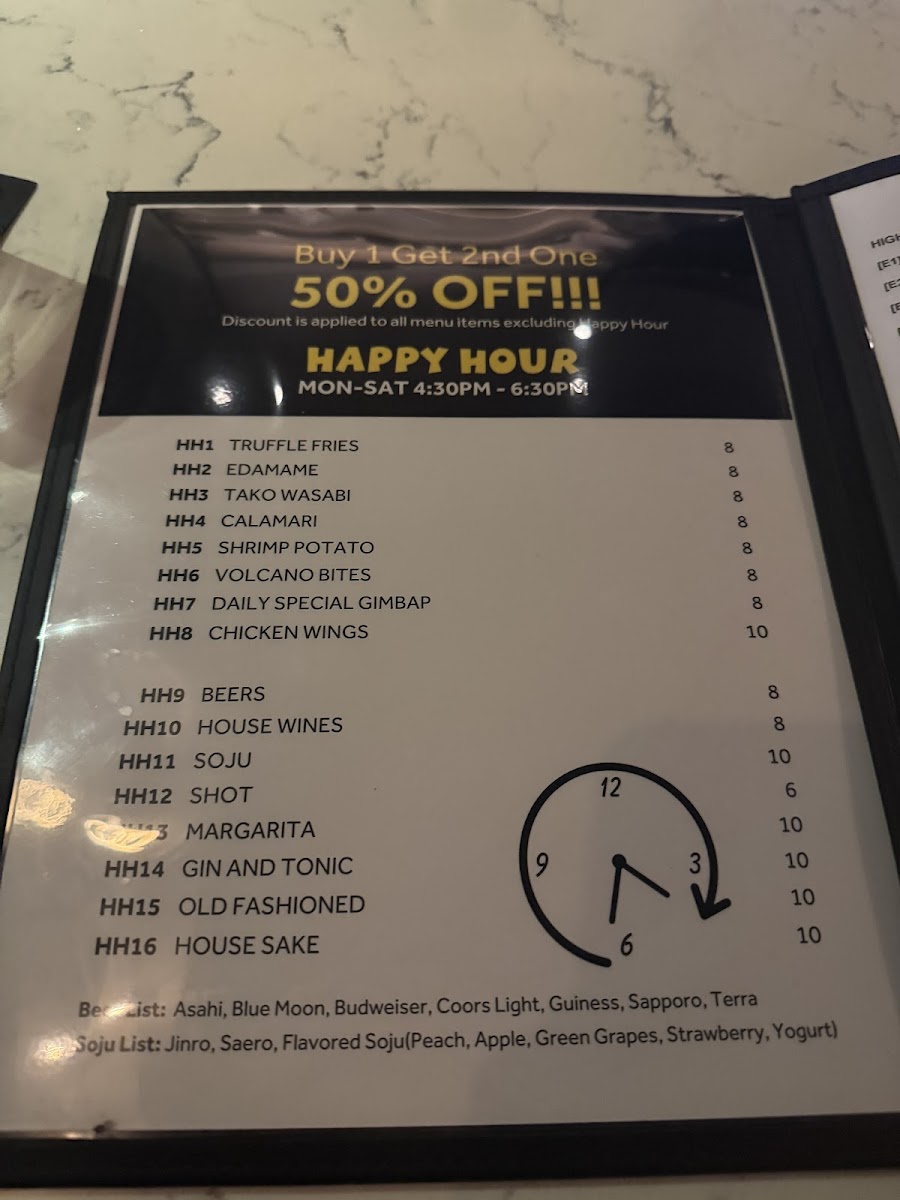 Buy 1 Get 2nd One
50% OFF!!!
Discount is applied to all menu items excluding Happy Hour
HAPPY HOUR
MON-SAT 4:30PM - 6:30PM
HH1 TRUFFLE FRIES 8
HH2 EDAMAME 8
HH3 TAKO WASABI 8
HH4 CALAMARI 8
HH5 SHRIMP POTATO 8
HH6 VOLCANO BITES 8
HH7 DAILY SPECIAL GIMBAP 8
HH8 CHICKEN WINGS 10
HH9 BEERS 8
HH10 HOUSE WINES 8
HH11 SOJU 10
HH12 SHOT 6
HH13 MARGARITA 10
HH14 GIN AND TONIC 10
HH15 OLD FASHIONED 10
HH16 HOUSE SAKE 10
12
9 3
6
Beer List: Asahi, Blue Moon, Budweiser, Coors Light, Guiness, Sapporo, Terra
Soju List: Jinro, Saero, Flavored Soju(Peach, Apple, Green Grapes, Strawberry, Yogurt)
[E1]